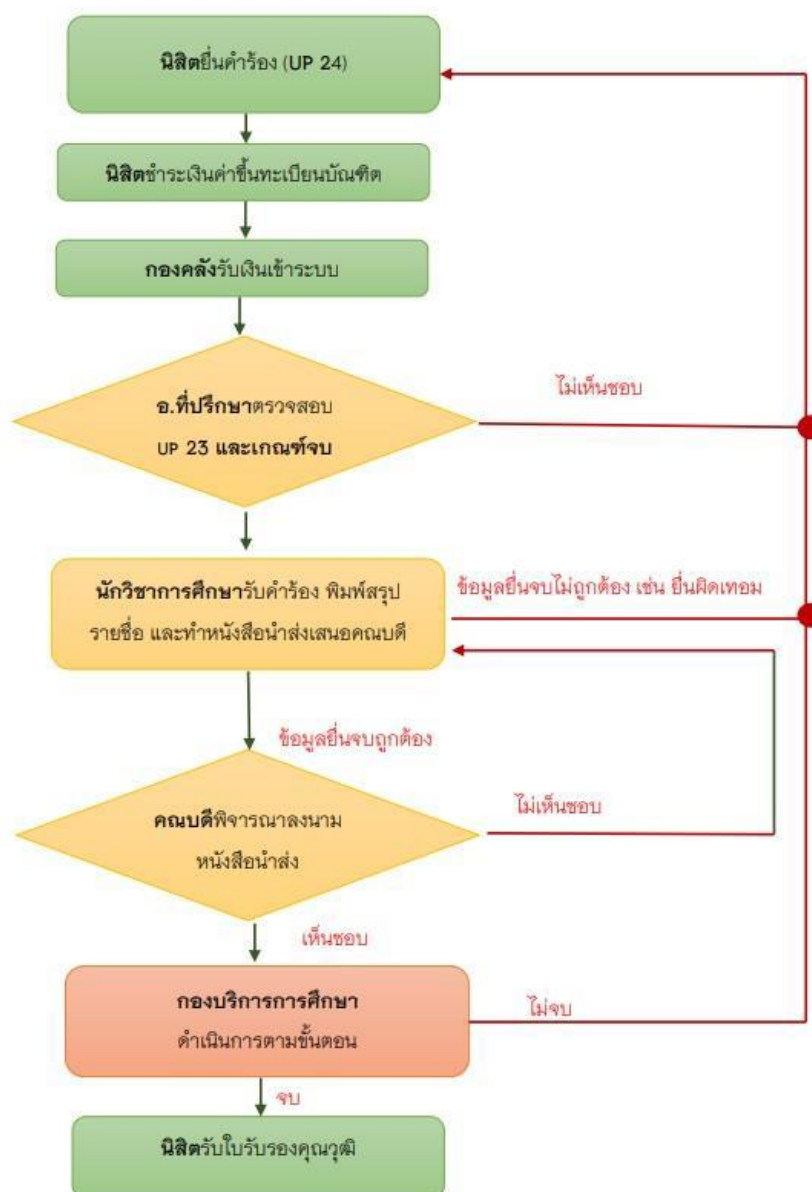 นิสิตยื่นคำร้อง (UP 24)
นิสิตชำระเงินค่าขึ้นทะเบียนบัณฑิต
กองคลังรับเงินเข้าระบบ
อ.ที่ปรึกษาตรวจสอบ
UP 23 และเกณฑ์จบ
ไม่เห็นชอบ
นักวิชาการศึกษารับคำร้อง พิมพ์สรุป
รายชื่อ และทำหนังสือนำส่งเสนอคณบดี
ข้อมูลยื่นจบไม่ถูกต้อง เช่น ยื่นผิดเทอม
ข้อมูลยื่นจบถูกต้อง
คณบดีพิจารณาลงนาม
หนังสือนำส่ง
ไม่เห็นชอบ
เห็นชอบ
กองบริการการศึกษา
ดำเนินการตามขั้นตอน
ไม่จบ
จบ
นิสิตรับใบรับรองคุณวุฒิ